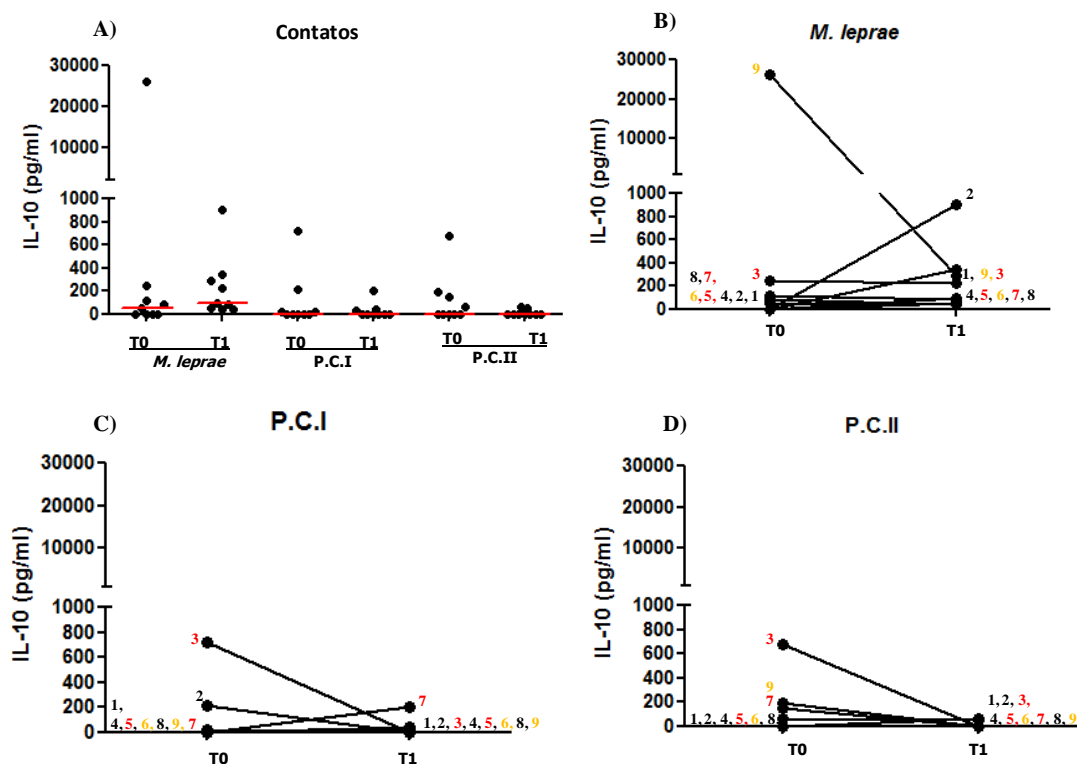 A)
Contatos
IL-10 (pg/ml)
30000
20000
10000
1000
800
600
400
200
0
T0 T1 T0 T1 T0 T1
M. leprae P.C.I P.C.II
B)
M. leprae
IL-10 (pg/ml)
30000
20000
10000
1000
800
600
400
200
0
9
2
8, 7,
3
1, 9, 3
6, 5, 4, 2, 1
4, 5, 6, 7, 8
T0 T1
C)
P.C.I
IL-10 (pg/ml)
30000
20000
10000
1000
800
600
400
200
0
3
2
7
1,
4, 5, 6, 8, 9, 7
1, 2, 3, 4, 5, 6, 8, 9
T0 T1
D)
P.C.II
IL-10 (pg/ml)
30000
20000
10000
1000
800
600
400
200
0
3
9
7
1, 2, 3,
1, 2, 4, 5, 6, 8
4, 5, 6, 7, 8, 9
T0 T1